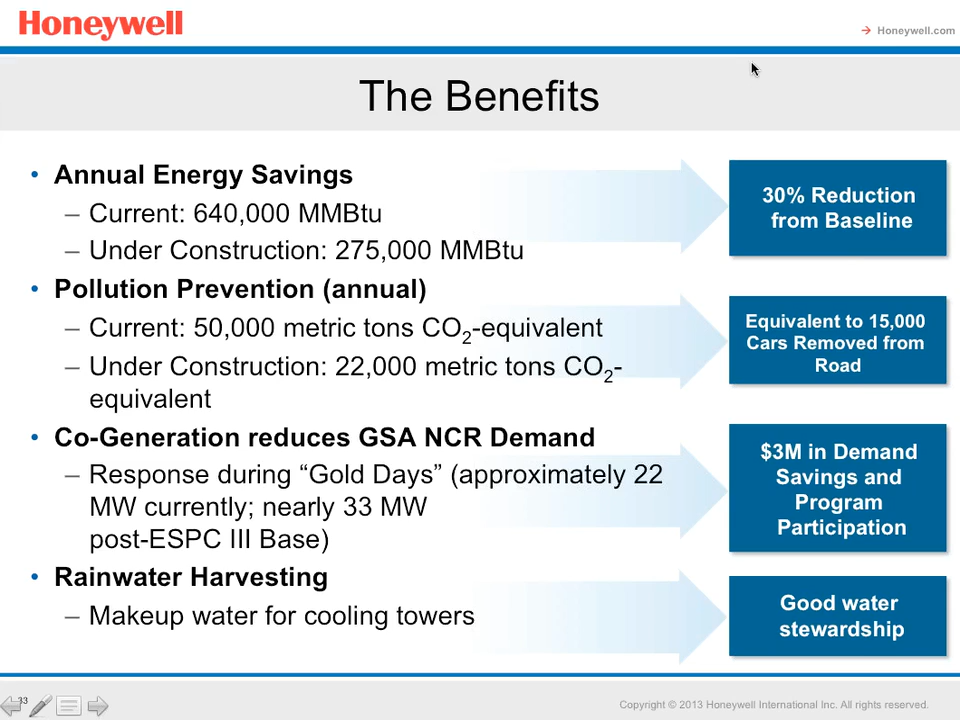 Honeywell
Honeywell.com
The Benefits
• Annual Energy Savings
– Current: 640,000 MMBtu
– Under Construction: 275,000 MMBtu
30% Reduction
from Baseline
• Pollution Prevention (annual)
– Current: 50,000 metric tons CO₂-equivalent
– Under Construction: 22,000 metric tons CO₂-
equivalent
Equivalent to 15,000
Cars Removed from
Road
• Co-Generation reduces GSA NCR Demand
– Response during “Gold Days” (approximately 22
MW currently; nearly 33 MW
post-ESPC III Base)
$3M in Demand
Savings and
Program
Participation
• Rainwater Harvesting
– Makeup water for cooling towers
Good water
stewardship
33
Copyright © 2013 Honeywell International Inc. All rights reserved.